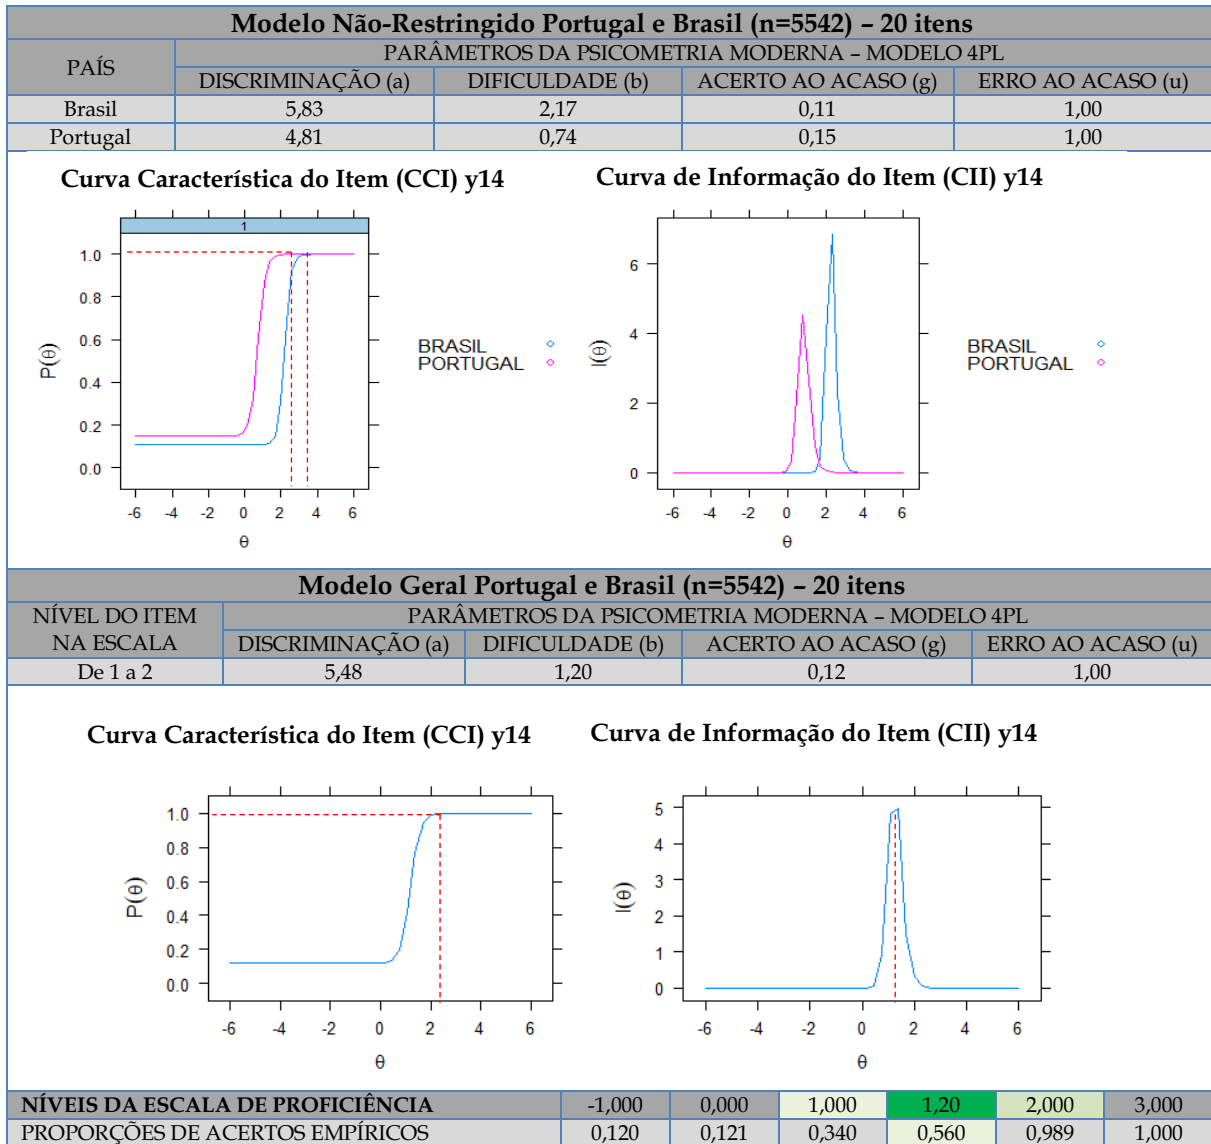 Modelo Não-Restringido Portugal e Brasil (n=5542) – 20 itens
PAÍS
PARÂMETROS DA PSICOMETRIA MODERNA – MODELO 4PL
DISCRIMINAÇÃO (a) DIFICULDADE (b) ACERTO AO ACASO (g) ERRO AO ACASO (u)
Brasil 5,83 2,17 0,11 1,00
Portugal 4,81 0,74 0,15 1,00
Curva Característica do Item (CCI) y14
1
1.0
0.8
0.6
0.4
0.2
0.0
P(θ)
-6 -4 -2 0 2 4 6
θ
BRASIL
PORTUGAL
Curva de Informação do Item (CII) y14
6
4
2
0
I(θ)
-6 -4 -2 0 2 4 6
θ
BRASIL
PORTUGAL
Modelo Geral Portugal e Brasil (n=5542) – 20 itens
NÍVEL DO ITEM
NA ESCALA
PARÂMETROS DA PSICOMETRIA MODERNA – MODELO 4PL
DISCRIMINAÇÃO (a) DIFICULDADE (b) ACERTO AO ACASO (g) ERRO AO ACASO (u)
De 1 a 2 5,48 1,20 0,12 1,00
Curva Característica do Item (CCI) y14
1.0
0.8
0.6
0.4
0.2
0.0
P(θ)
-6 -4 -2 0 2 4 6
θ
Curva de Informação do Item (CII) y14
5
4
3
2
1
0
I(θ)
-6 -4 -2 0 2 4 6
θ
NÍVEIS DA ESCALA DE PROFICIÊNCIA -1,000 0,000 1,000 1,20 2,000 3,000
PROPORÇÕES DE ACERTOS EMPÍRICOS 0,120 0,121 0,340 0,560 0,989 1,000